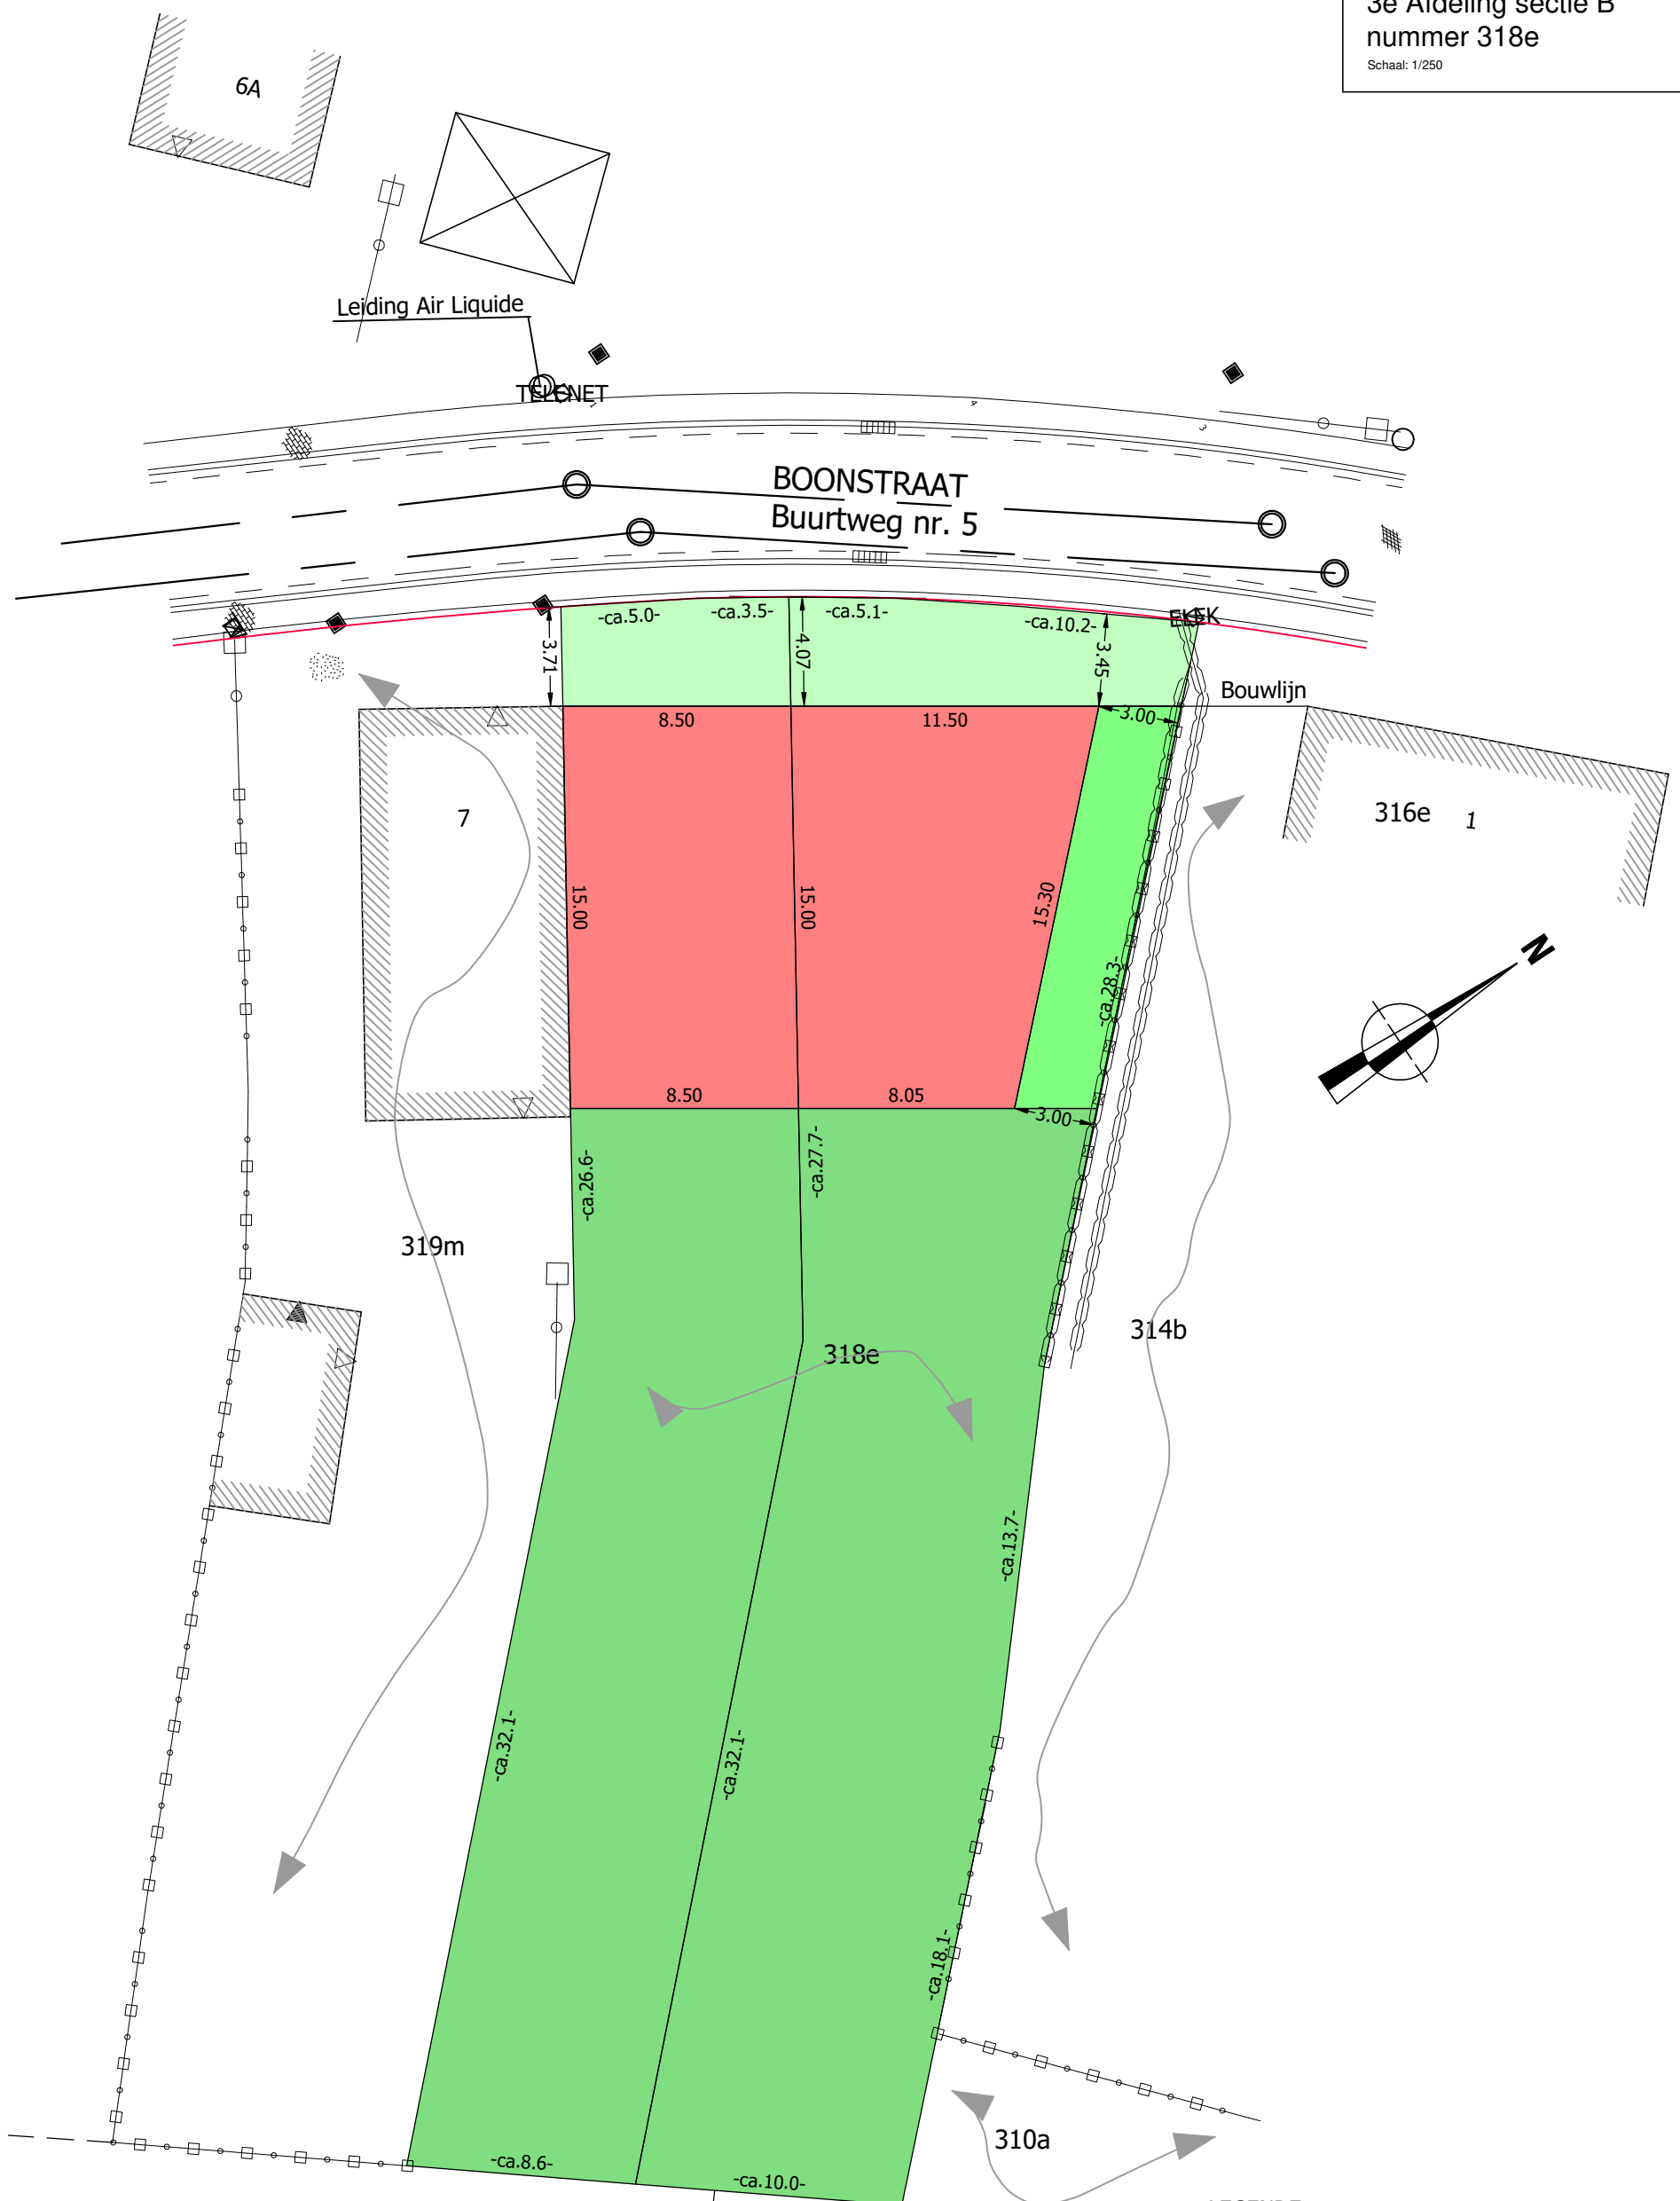 3e Afdeling sectie B
nummer 318e
Schaal: 1/250
6A
Leiding Air Liquide
TELENET
1
4
3
BOONSTRAAT
Buurtweg nr. 5
-ca.5.0-
-ca.3.5-
-ca.5.1-
-ca.10.2-
3.71
4.07
3.45
Bouwlijn
8.50
11.50
3.00
7
316e
1
15.00
15.00
15.30
-ca.28.3-
N
8.50
8.05
3.00
-ca.26.6-
-ca.27.7-
319m
318e
314b
-ca.13.7-
-ca.32.1-
-ca.32.1-
-ca.18.1-
310a
-ca.8.6-
-ca.10.0-